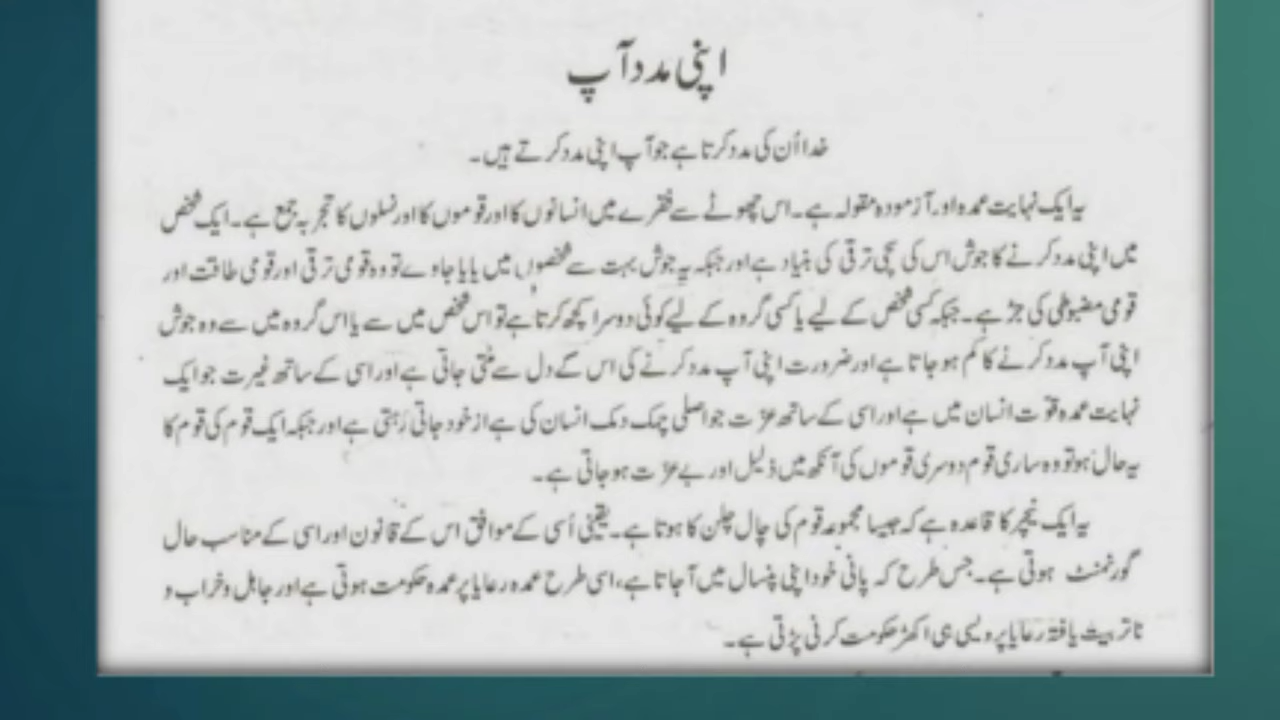 اپنی مدد آپ
خدا اُن کی مدد کرتا ہے جو آپ اپنی مدد کرتے ہیں۔
یہ ایک نہایت عمدہ اور آزمودہ مقولہ ہے۔ اس چھوٹے سے فقرے میں انسانوں کا اور قوموں کا اور نسلوں کا تجربہ جمع ہے۔ ایک شخص
میں اپنی مدد کرنے کا جوش اس کی سچی ترقی کی بنیاد ہے اور جبکہ یہ جوش بہت سے شخصوں میں پایا جاوے تو وہ قومی ترقی اور قومی طاقت اور
قومی مضبوطی کی جڑ ہے۔ جبکہ کسی شخص کے لیے یا کسی گروہ کے لیے کوئی دوسرا کچھ کرتا ہے تو اس شخص میں سے یا اس گروہ میں سے وہ جوش
اپنی آپ مدد کرنے کا کم ہو جاتا ہے اور ضرورت اپنی آپ مدد کرنے کی اس کے دل سے مٹتی جاتی ہے اور اسی کے ساتھ غیرت جو ایک
نہایت عمدہ قوّت انسان میں ہے اور اسی کے ساتھ عزت جو اصلی چمک دمک انسان کی ہے از خود جاتی رہتی ہے اور جبکہ ایک قوم کی قوم کا
یہ حال ہو تو وہ ساری قوم دوسری قوموں کی آنکھ میں ذلیل اور بے عزت ہو جاتی ہے۔
یہ ایک نیچر کا قاعدہ ہے کہ جیسا مجموعہ قوم کی چال چلن کا ہوتا ہے۔ یقینی اُسی کے موافق اس کے قانون اور اسی کے مناسب حال
گورنمنٹ ہوتی ہے۔ جس طرح کہ پانی خود اپنی پنسال میں آ جاتا ہے، اسی طرح عمدہ رعایا پر عمدہ حکومت ہوتی ہے اور جاہل و خراب و
ناتربیت یافتہ رعایا پر ویسی ہی اکھڑ حکومت کرنی پڑتی ہے۔